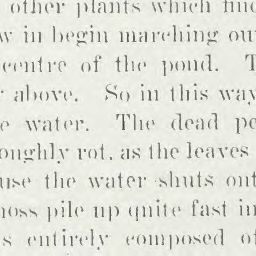 other plants which find
w in begin marching out
centre of the pond. T
above. So in this way
e water. The dead pe
oughly rot, as the leaves
use the water shuts out
moss pile up quite fast in
s entirely composed of